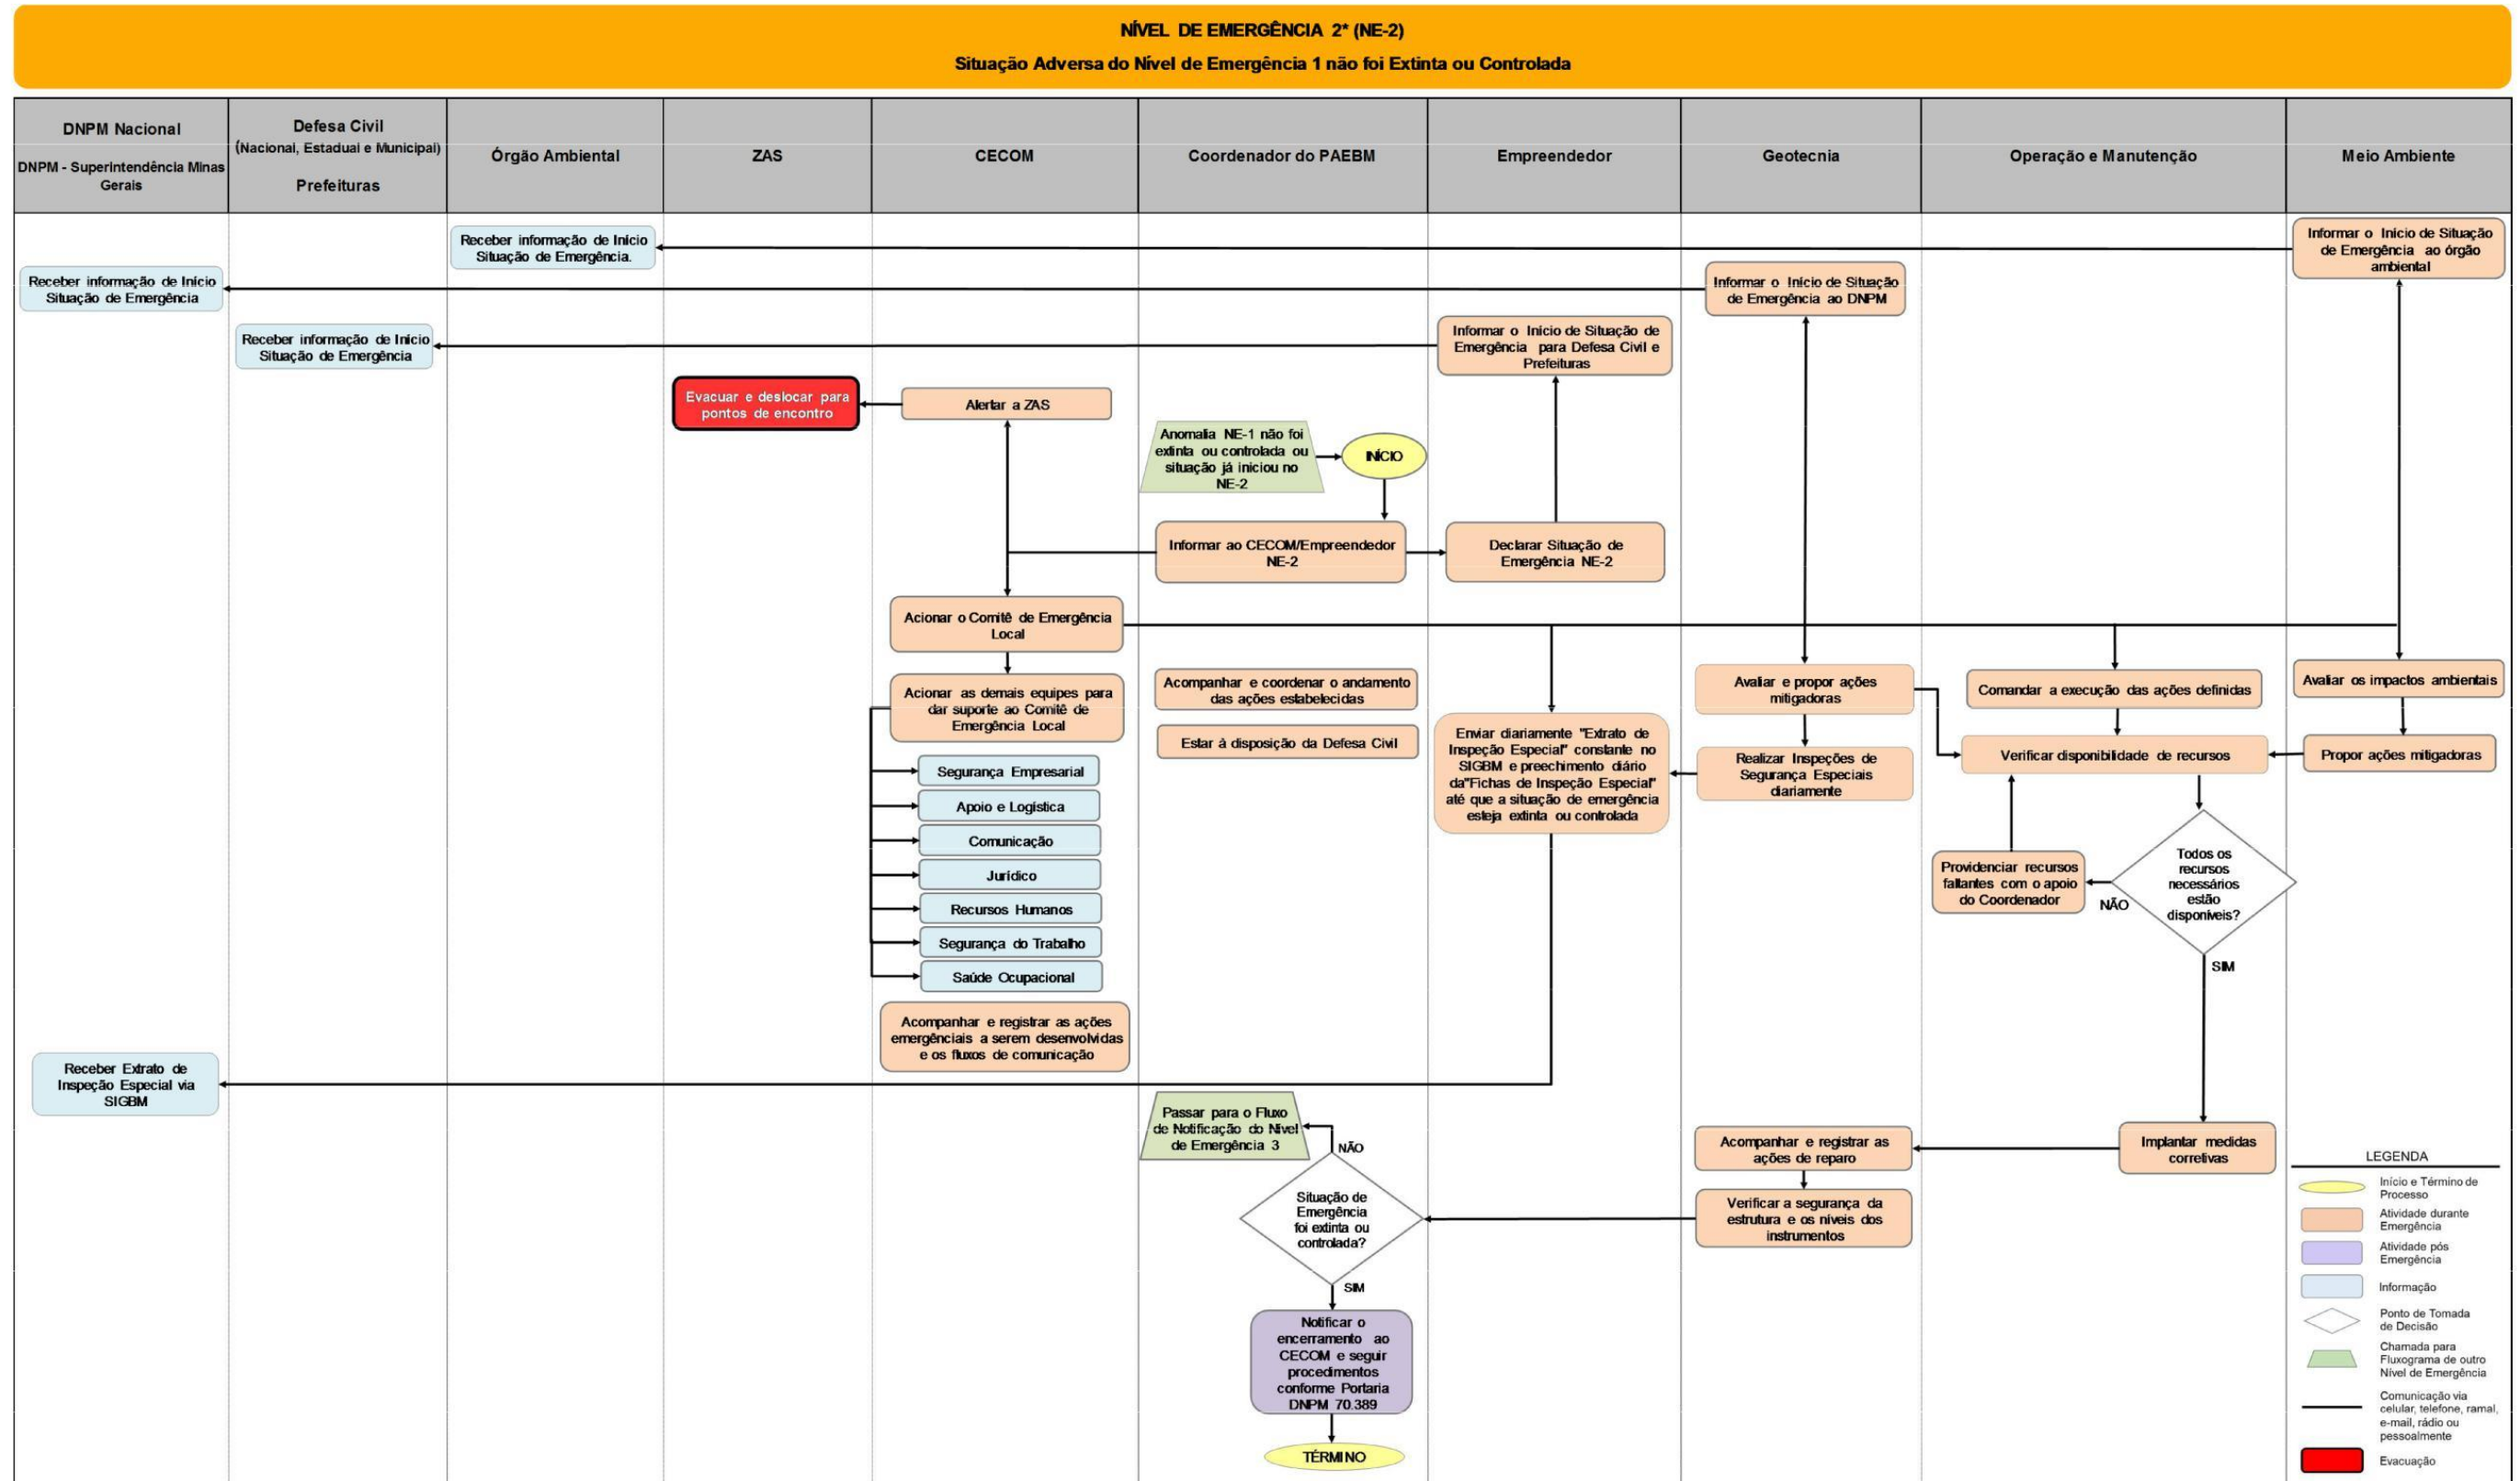 NÍVEL DE EMERGÊNCIA 2* (NE-2)
Situação Adversa do Nível de Emergência 1 não foi Extinta ou Controlada
DNPM Nacional
DNPM - Superintendência Minas
Gerais
Defesa Civil
(Nacional, Estadual e Municipal)
Prefeituras
Órgão Ambiental
ZAS
CECOM
Coordenador do PAEBM
Empreendedor
Geotecnia
Operação e Manutenção
Meio Ambiente
Receber informação de Início
Situação de Emergência.
Informar o Início de Situação
de Emergência ao órgão
ambiental
Receber informação de Início
Situação de Emergência
Informar o Início de Situação
de Emergência ao DNPM
Receber informação de Início
Situação de Emergência
Informar o Início de Situação de
Emergência para Defesa Civil e
Prefeituras
Evacuar e deslocar para
pontos de encontro
Alertar a ZAS
Anomalia NE-1 não foi
extinta ou controlada ou
situação já iniciou no
NE-2
INÍCIO
Informar ao CECOM/Empreendedor
NE-2
Declarar Situação de
Emergência NE-2
Acionar o Comitê de Emergência
Local
Acionar as demais equipes para
dar suporte ao Comitê de
Emergência Local
Segurança Empresarial
Apoio e Logística
Comunicação
Jurídico
Recursos Humanos
Segurança do Trabalho
Saúde Ocupacional
Acompanhar e registrar as ações
emergênciais a serem desenvolvidas
e os fluxos de comunicação
Acompanhar e coordenar o andamento
das ações estabelecidas
Estar à disposição da Defesa Civil
Enviar diariamente "Extrato de
Inspeção Especial" constante no
SIGBM e preechimento diário
da"Fichas de Inspeção Especial"
até que a situação de emergência
esteja extinta ou controlada
Avaliar e propor ações
mitigadoras
Realizar Inspeções de
Segurança Especiais
diariamente
Comandar a execução das ações definidas
Verificar disponibilidade de recursos
Avaliar os impactos ambientais
Propor ações mitigadoras
Providenciar recursos
faltantes com o apoio
do Coordenador
NÃO
Todos os
recursos
necessários
estão
disponíveis?
SIM
Receber Extrato de
Inspeção Especial via
SIGBM
Passar para o Fluxo
de Notificação do Nível
de Emergência 3
NÃO
Situação de
Emergência
foi extinta ou
controlada?
SIM
Acompanhar e registrar as
ações de reparo
Verificar a segurança da
estrutura e os níveis dos
instrumentos
Implantar medidas
corretivas
Notificar o
encerramento ao
CECOM e seguir
procedimentos
conforme Portaria
DNPM 70.389
TÉRMINO
LEGENDA
Início e Término de
Processo
Atividade durante
Emergência
Atividade pós
Emergência
Informação
Ponto de Tomada
de Decisão
Chamada para
Fluxograma de outro
Nível de Emergência
Comunicação via
celular, telefone, ramal,
e-mail, rádio ou
pessoalmente
Evacuação